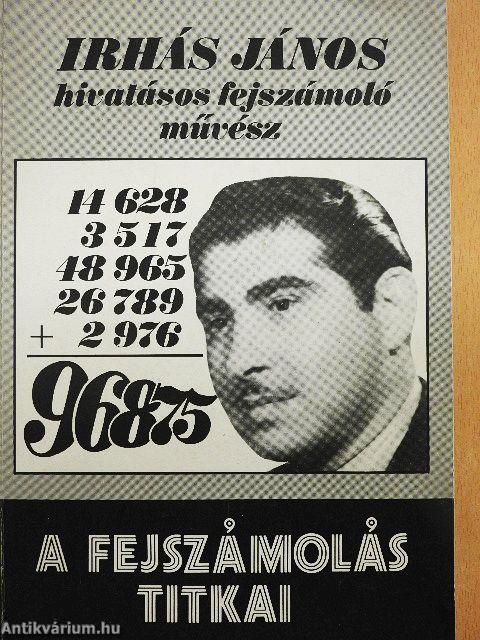 IRHÁS JÁNOS
hivatásos fejszámoló
művész
14 628
3 517
48 965
26 789
+ 2 976
96875
A FEJSZÁMOLÁS
TITKAI
Antikvárium.hu